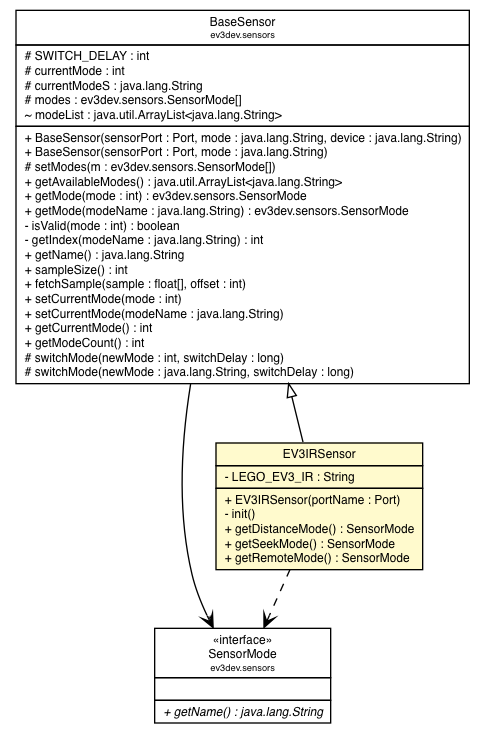 BaseSensor
ev3dev.sensors
# SWITCH_DELAY : int
# currentMode : int
# currentModeS : java.lang.String
# modes : ev3dev.sensors.SensorMode[]
~ modeList : java.util.ArrayList<java.lang.String>
+ BaseSensor(sensorPort : Port, mode : java.lang.String, device : java.lang.String)
+ BaseSensor(sensorPort : Port, mode : java.lang.String)
# setModes(m : ev3dev.sensors.SensorMode[])
+ getAvailableModes() : java.util.ArrayList<java.lang.String>
+ getMode(mode : int) : ev3dev.sensors.SensorMode
+ getMode(modeName : java.lang.String) : ev3dev.sensors.SensorMode
- isValid(mode : int) : boolean
- getIndex(modeName : java.lang.String) : int
+ getName() : java.lang.String
+ sampleSize() : int
+ fetchSample(sample : float[], offset : int)
+ setCurrentMode(mode : int)
+ setCurrentMode(modeName : java.lang.String)
+ getCurrentMode() : int
+ getModeCount() : int
# switchMode(newMode : int, switchDelay : long)
# switchMode(newMode : java.lang.String, switchDelay : long)
EV3IRSensor
- LEGO_EV3_IR : String
+ EV3IRSensor(portName : Port)
- init()
+ getDistanceMode() : SensorMode
+ getSeekMode() : SensorMode
+ getRemoteMode() : SensorMode
«interface»
SensorMode
ev3dev.sensors
+ getName() : java.lang.String